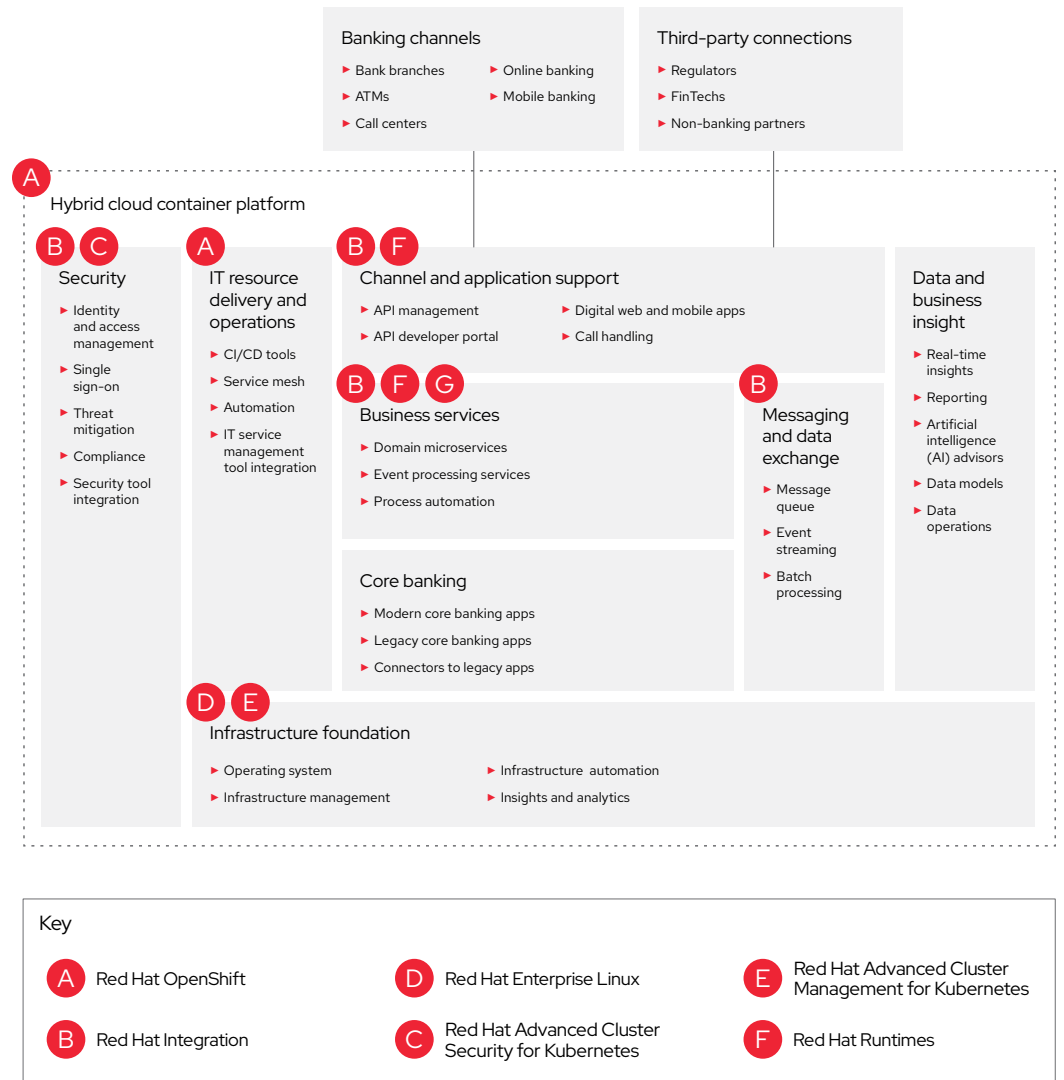 Banking channels
► Bank branches
► ATMs
► Call centers
► Online banking
► Mobile banking
Third-party connections
► Regulators
► FinTechs
► Non-banking partners
A
Hybrid cloud container platform
B C
Security
► Identity
and access
management
► Single
sign-on
► Threat
mitigation
► Compliance
► Security tool
integration
A
IT resource
delivery and
operations
► CI/CD tools
► Service mesh
► Automation
► IT service
management
tool integration
B F
Channel and application support
► API management
► API developer portal
► Digital web and mobile apps
► Call handling
B F G
Business services
► Domain microservices
► Event processing services
► Process automation
Core banking
► Modern core banking apps
► Legacy core banking apps
► Connectors to legacy apps
B
Messaging
and data
exchange
► Message
queue
► Event
streaming
► Batch
processing
Data and
business
insight
► Real-time
insights
► Reporting
► Artificial
intelligence
(AI) advisors
► Data models
► Data
operations
D E
Infrastructure foundation
► Operating system
► Infrastructure management
► Infrastructure automation
► Insights and analytics
Key
A Red Hat OpenShift
D Red Hat Enterprise Linux
E Red Hat Advanced Cluster
Management for Kubernetes
B Red Hat Integration
C Red Hat Advanced Cluster
Security for Kubernetes
F Red Hat Runtimes